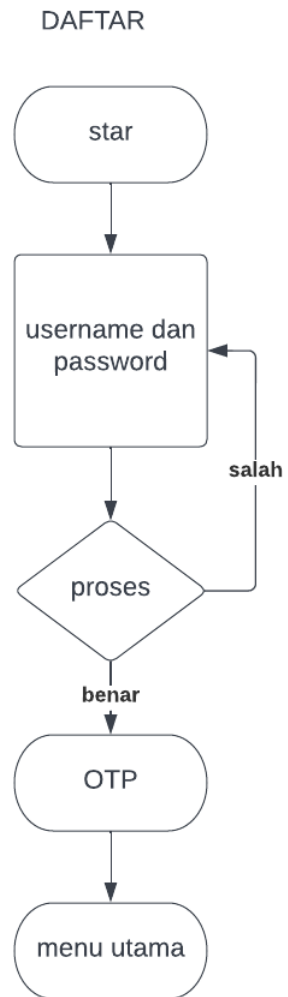 DAFTAR
star
username dan
password
salah
proses
benar
OTP
menu utama